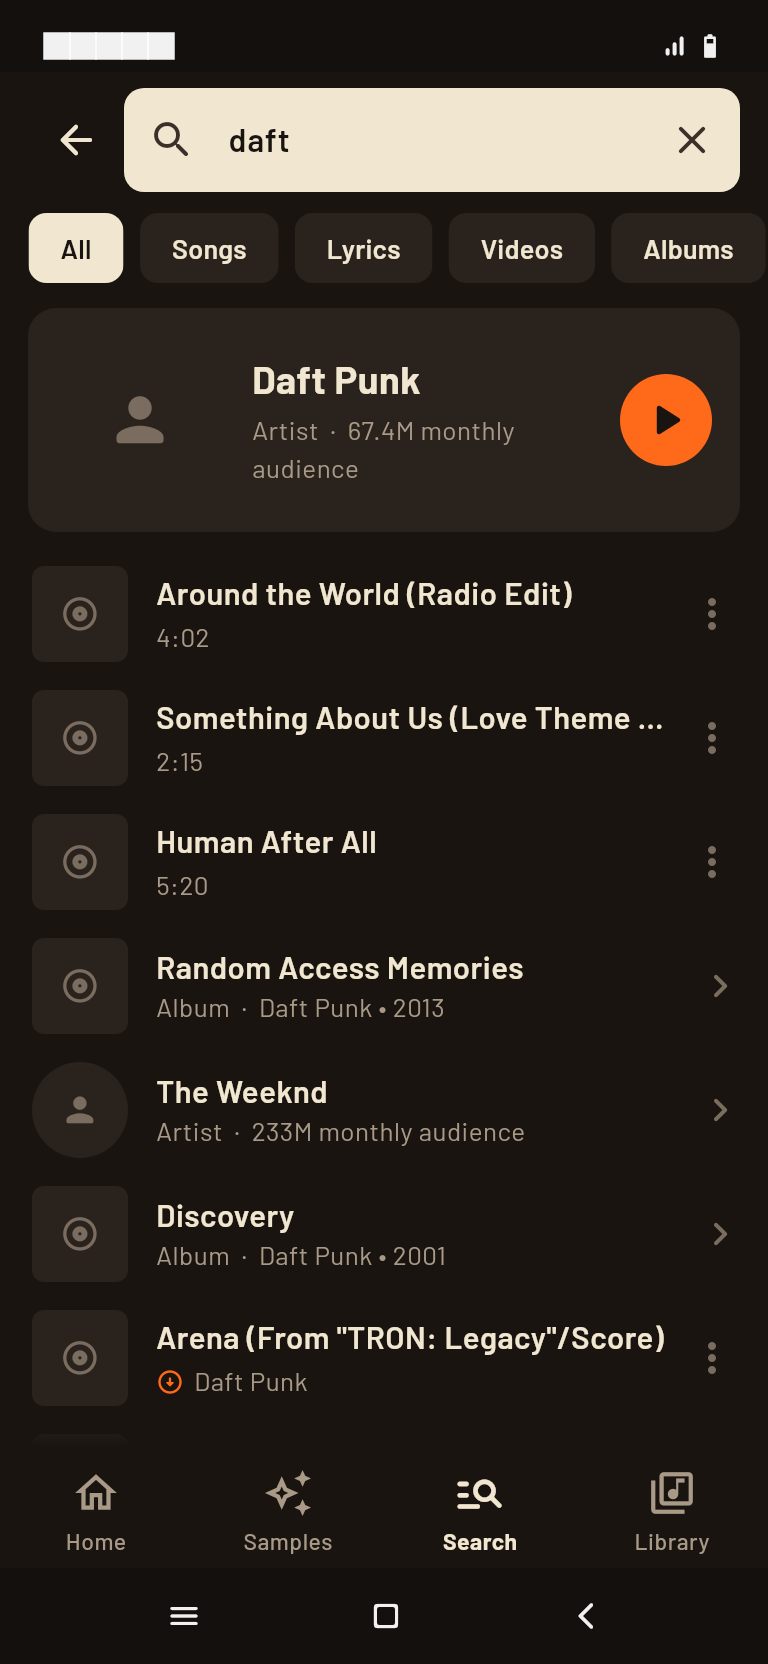 daft
All
Songs
Lyrics
Videos
Albums
Daft Punk
Artist · 67.4M monthly
audience
Around the World (Radio Edit)
4:02
Something About Us (Love Theme ...
2:15
Human After All
5:20
Random Access Memories
Album · Daft Punk • 2013
The Weeknd
Artist · 233M monthly audience
Discovery
Album · Daft Punk • 2001
Arena (From "TRON: Legacy"/Score)
Daft Punk
Home
Samples
Search
Library